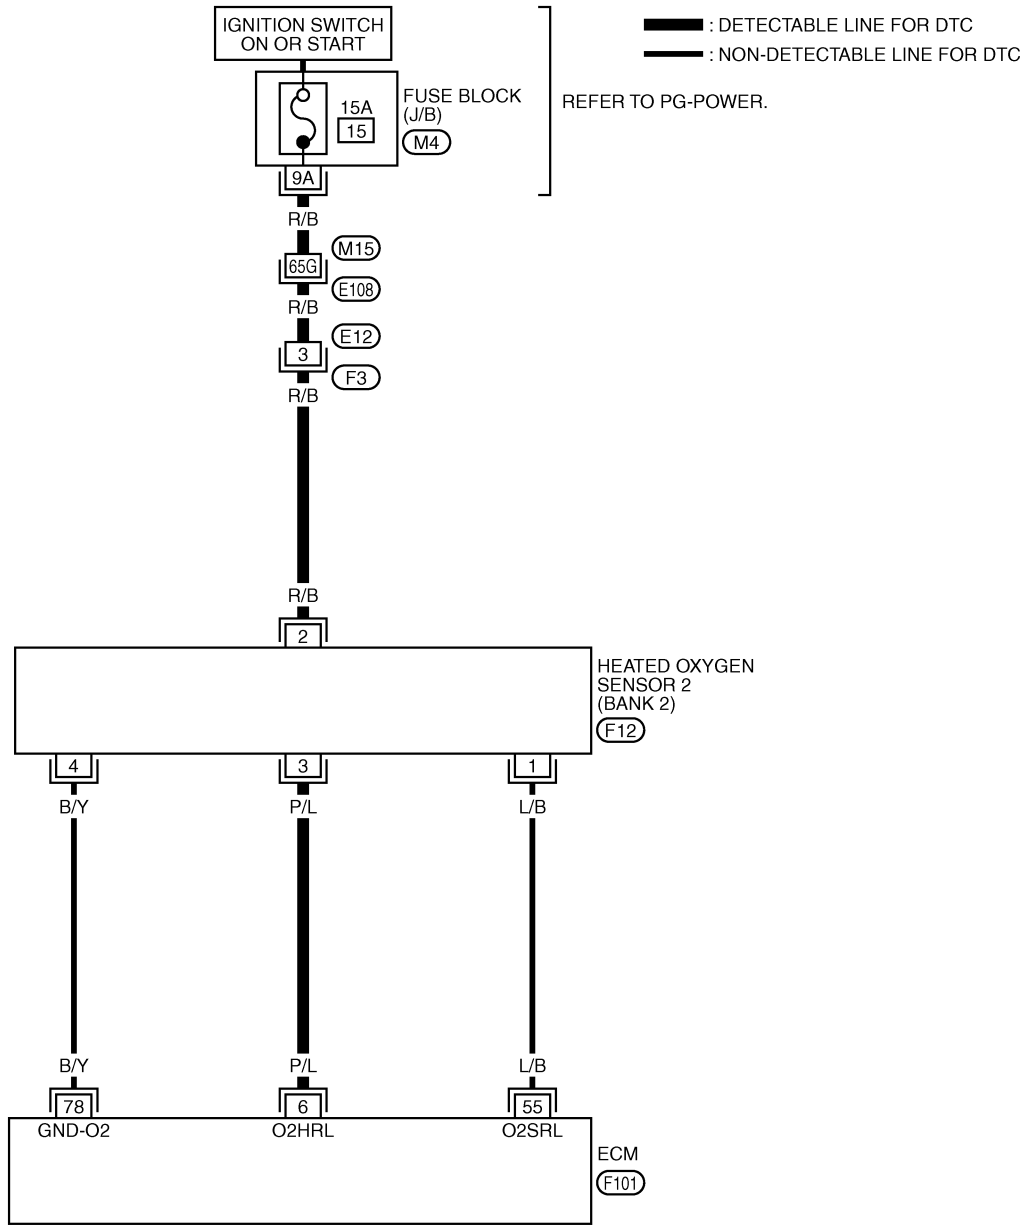 IGNITION SWITCH
ON OR START
: DETECTABLE LINE FOR DTC
: NON-DETECTABLE LINE FOR DTC
REFER TO PG-POWER.
15A
15
FUSE BLOCK
(J/B)
M4
9A
R/B
M15
65G
E108
R/B
E12
3
F3
R/B
R/B
2
HEATED OXYGEN
SENSOR 2
(BANK 2)
F12
4 3 1
B/Y P/L L/B
B/Y P/L L/B
78 6 55
GND-O2 O2HRL O2SRL
ECM
F101